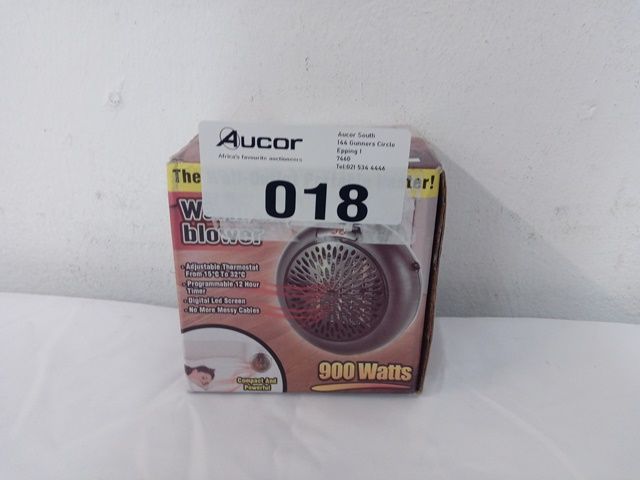 Aucor
Africa's favourite auctioneers
Aucor South
144 Gunners Circle
Epping 1
7460
Tel:021 534 4446
018
The
ter!
blower
• Adjustable Thermostat
From 15°C To 32°C
• Programmable 12 Hour
Timer
• Digital Led Screen
• No More Messy Cables
Compact And
Powerful
900 Watts